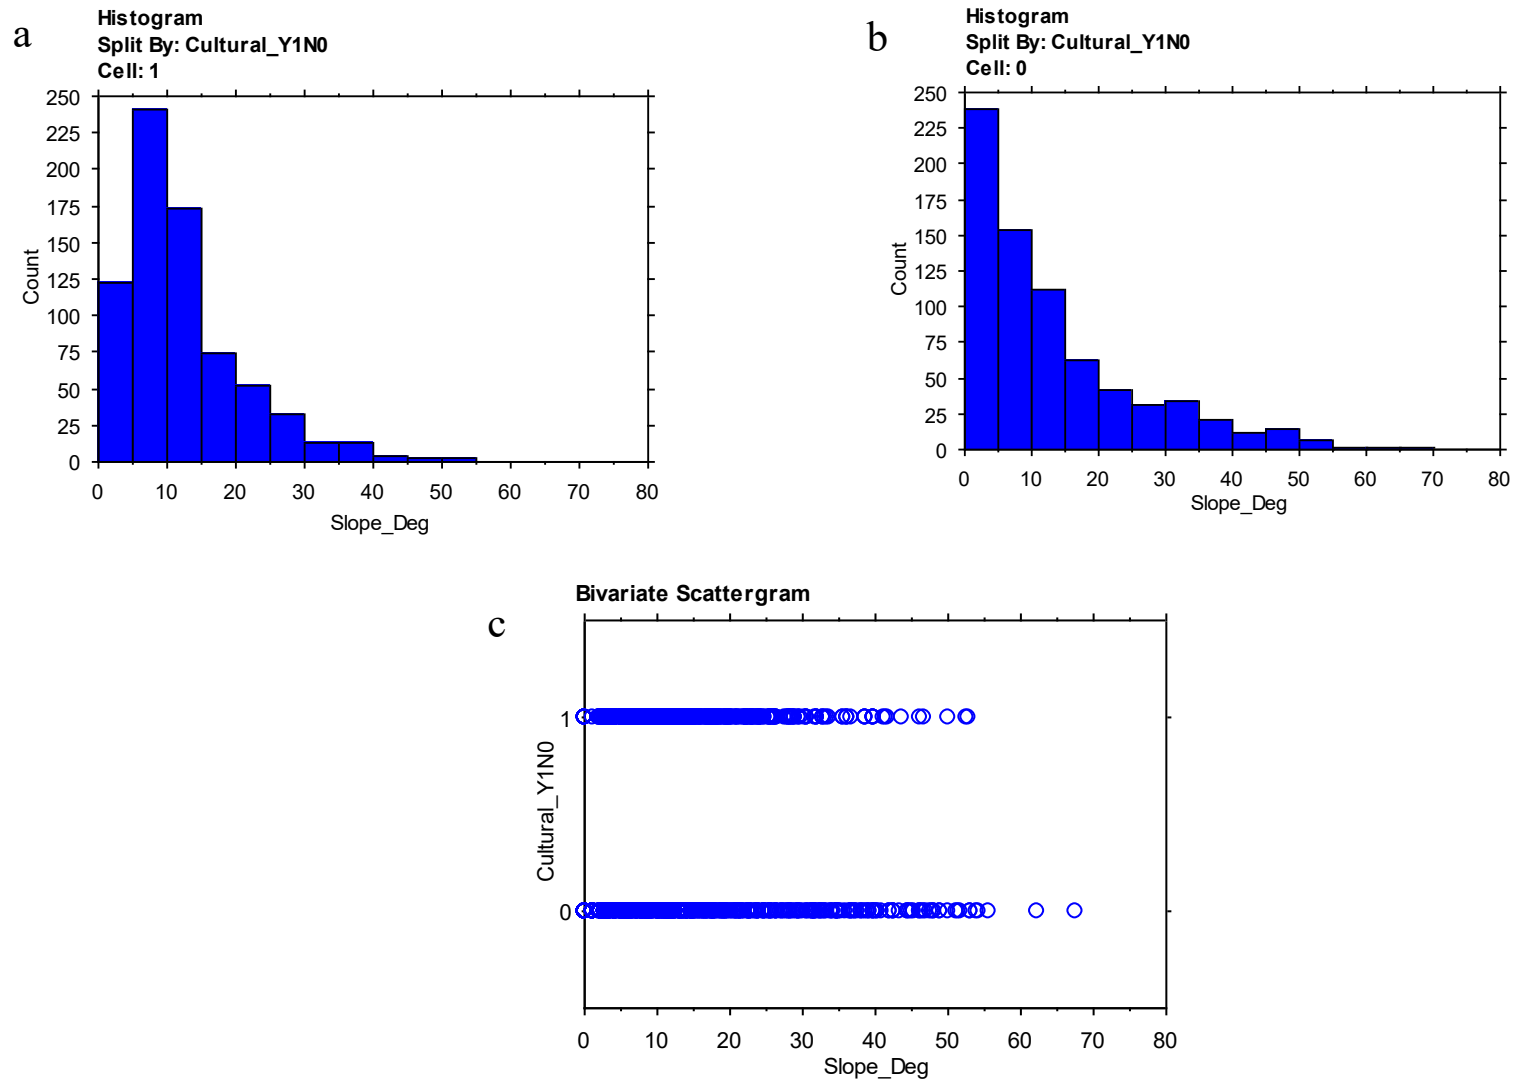 a
Histogram
Split By: Cultural_Y1N0
Cell: 1
250
225
200
175
150
125
100
75
50
25
0
Count
0 10 20 30 40 50 60 70 80
Slope_Deg
b
Histogram
Split By: Cultural_Y1N0
Cell: 0
250
225
200
175
150
125
100
75
50
25
0
Count
0 10 20 30 40 50 60 70 80
Slope_Deg
c
Bivariate Scattergram
1
0
Cultural_Y1N0
0 10 20 30 40 50 60 70 80
Slope_Deg